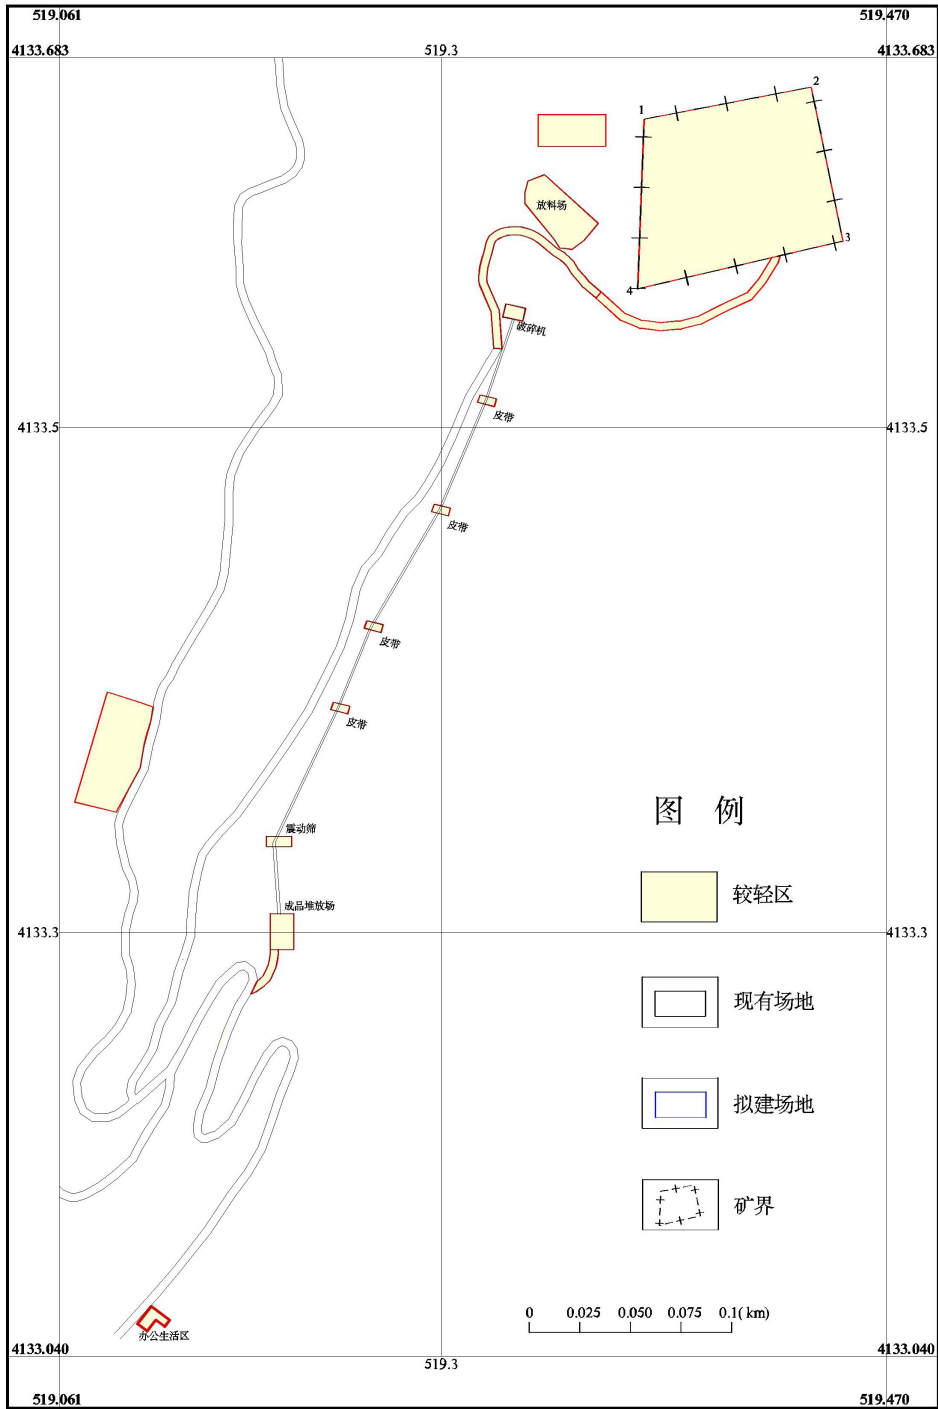 519.061
519.470
4133.683
519.3
4133.683
1
2
3
4
放料场
破碎机
皮带
4133.5
4133.5
皮带
皮带
皮带
图 例
震动筛
较轻区
成品堆放场
4133.3
4133.3
现有场地
拟建场地
矿界
0 0.025 0.050 0.075 0.1( km)
办公生活区
4133.040
519.3
4133.040
519.061
519.470